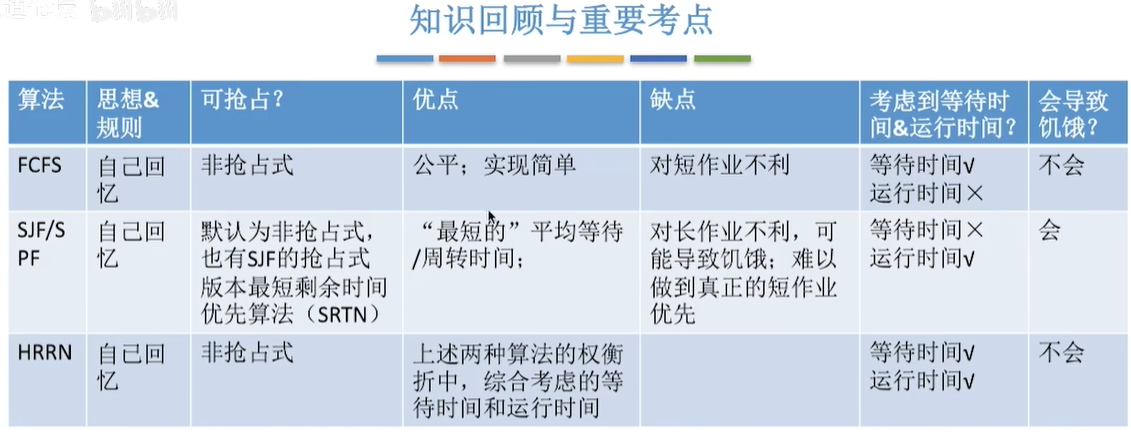 知识回顾与重要考点
算法
思想&
规则
可抢占？
优点
缺点
考虑到等待时
间&运行时间？
会导致
饥饿？
FCFS
自己回
忆
非抢占式
公平；实现简单
对短作业不利
等待时间√
运行时间×
不会
SJF/S
PF
自己回
忆
默认为非抢占式，
也有SJF的抢占式
版本最短剩余时间
优先算法（SRTN）
“最短的”平均等待
/周转时间；
对长作业不利，可
能导致饥饿；难以
做到真正的短作业
优先
等待时间×
运行时间√
会
HRRN
自己回
忆
非抢占式
上述两种算法的权衡
折中，综合考虑的等
待时间和运行时间
等待时间√
运行时间√
不会